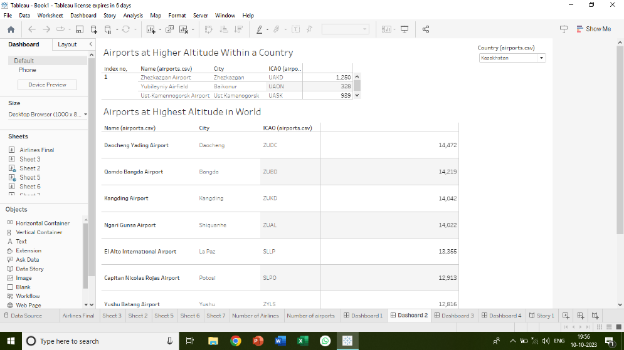 Tableau - Book1 - Tableau license expires in 6 days
File Data Worksheet Dashboard Story Analysis Map Format Server Window Help
Show Me
Dashboard Layout
Default
Phone
Device Preview
Size
Desktop Browser (1000 x 8...
Sheets
Airlines Final
Sheet 3
Sheet 2
Sheet 5
Sheet 6
Objects
Horizontal Container
Vertical Container
Text
Extension
Ask Data
Data Story
Image
Blank
Workflow
Web Page
Airports at Higher Altitude Within a Country
Index no. Name (airports.csv) City ICAO (airpo..
1 Zhezkazgan Airport Zhezkazgan UAKD 1,250
Yubileyniy Airfield Baikonur UAON 328
Ust-Kamenogorsk Airport Ust Kamenogorsk UASK 939
Country (airports.csv)
Kazakhstan
Airports at Highest Altitude in World
Name (airports.csv) City ICAO (airports.csv)
Daocheng Yading Airport Daocheng ZUDC 14,472
Qamdo Bangda Airport Bangda ZUBD 14,219
Kangding Airport Kangding ZUKD 14,042
Ngari Gunsa Airport Shiquanhe ZUAL 14,022
El Alto International Airport La Paz SLLP 13,355
Capitan Nicolas Rojas Airport Potosi SLPO 12,913
Yushu Batang Airport Yushu ZYLS 12,816
Data Source Airlines Final Sheet 3 Sheet 2 Sheet 5 Sheet 6 Sheet 7 Number of Airlines Number of airports Dashboard 1 Dashboard 2 Dashboard 3 Dashboard 4 Story 1
Type here to search
ENG
19:56
10-10-2023